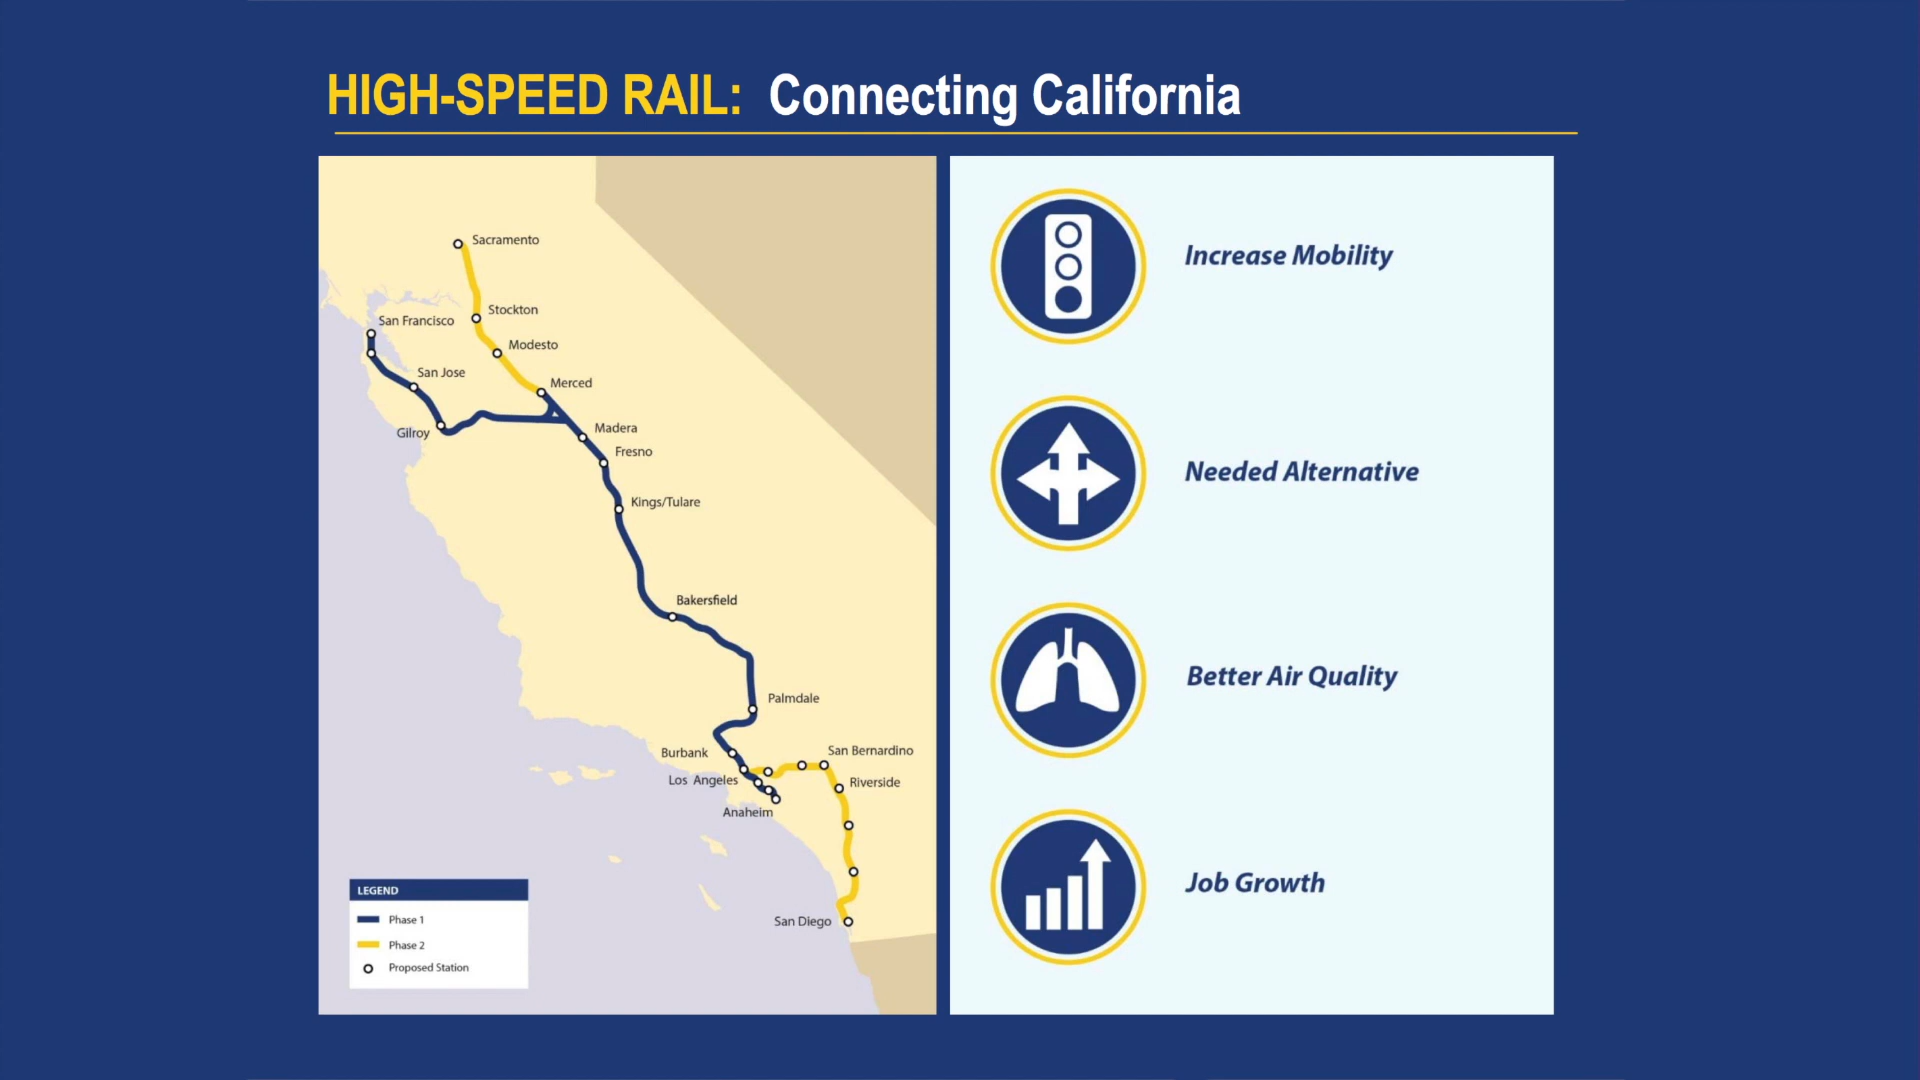 HIGH-SPEED RAIL: Connecting California
Sacramento
Stockton
San Francisco
Modesto
San Jose
Merced
Gilroy
Madera
Fresno
Kings/Tulare
Bakersfield
Palmdale
Burbank
San Bernardino
Los Angeles
Riverside
Anaheim
San Diego
LEGEND
Phase 1
Phase 2
Proposed Station
Increase Mobility
Needed Alternative
Better Air Quality
Job Growth